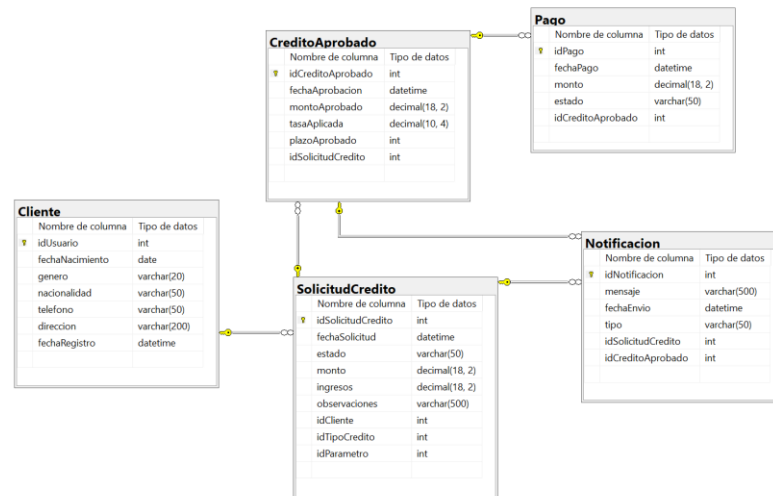 CreditoAprobado
Nombre de columna Tipo de datos
idCreditoAprobado int
fechaAprobacion datetime
montoAprobado decimal(18, 2)
tasaAplicada decimal(10, 4)
plazoAprobado int
idSolicitudCredito int
Pago
Nombre de columna Tipo de datos
idPago int
fechaPago datetime
monto decimal(18, 2)
estado varchar(50)
idCreditoAprobado int
Cliente
Nombre de columna Tipo de datos
idUsuario int
fechaNacimiento date
genero varchar(20)
nacionalidad varchar(50)
telefono varchar(50)
direccion varchar(200)
fechaRegistro datetime
SolicitudCredito
Nombre de columna Tipo de datos
idSolicitudCredito int
fechaSolicitud datetime
estado varchar(50)
monto decimal(18, 2)
ingresos decimal(18, 2)
observaciones varchar(500)
idCliente int
idTipoCredito int
idParametro int
Notificacion
Nombre de columna Tipo de datos
idNotificacion int
mensaje varchar(500)
fechaEnvio datetime
tipo varchar(50)
idSolicitudCredito int
idCreditoAprobado int